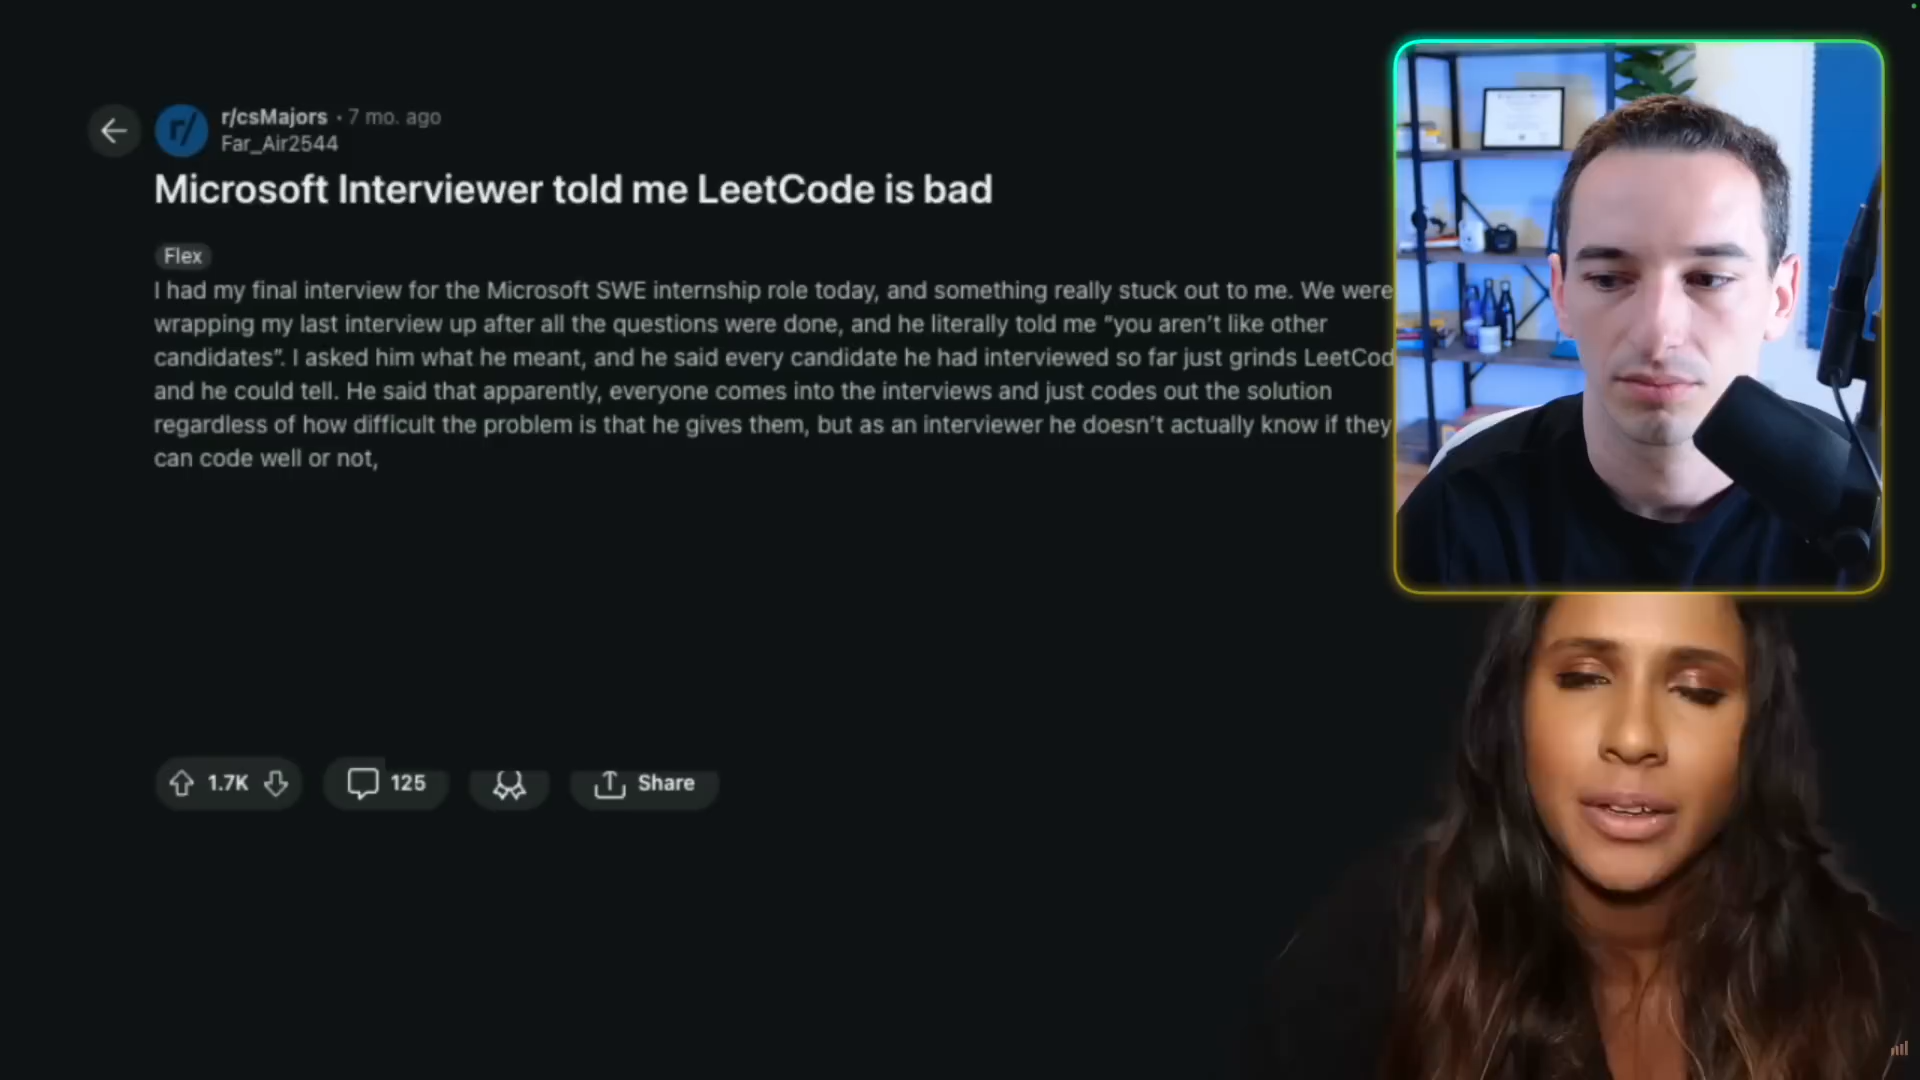 r/csMajors · 7 mo. ago
Far_Air2544
Microsoft Interviewer told me LeetCode is bad
Flex
I had my final interview for the Microsoft SWE internship role today, and something really stuck out to me. We were
wrapping my last interview up after all the questions were done, and he literally told me “you aren’t like other
candidates”. I asked him what he meant, and he said every candidate he had interviewed so far just grinds LeetCod
and he could tell. He said that apparently, everyone comes into the interviews and just codes out the solution
regardless of how difficult the problem is that he gives them, but as an interviewer he doesn’t actually know if they
can code well or not,
1.7K 125 Share